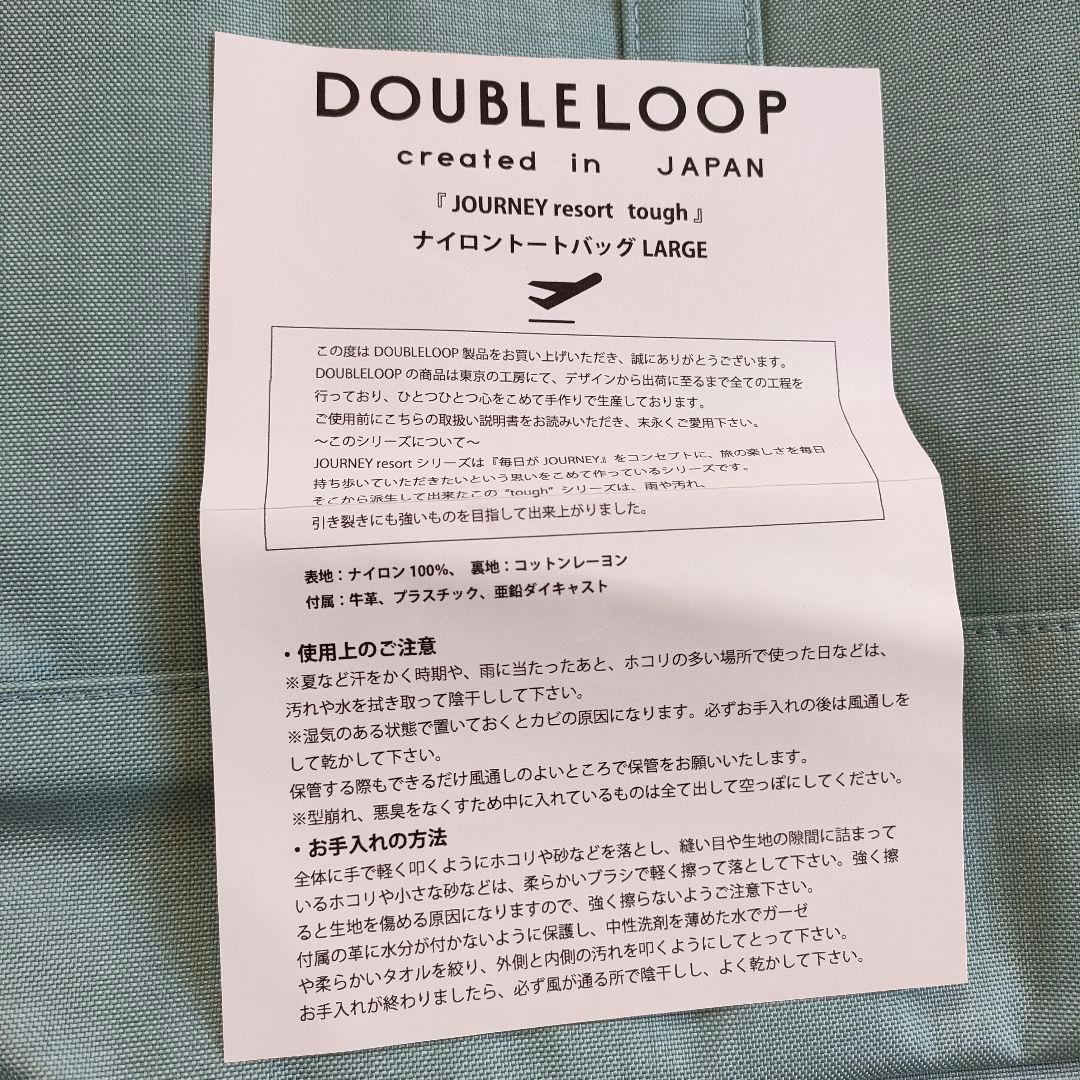 DOUBLELOOP
created in JAPAN
『 JOURNEY resort tough 』
ナイロントートバッグ LARGE
この度は DOUBLELOOP 製品をお買い上げいただき、誠にありがとうございます。
DOUBLELOOP の商品は東京の工房にて、デザインから出荷に至るまで全ての工程を
行っており、ひとつひとつ心をこめて手作りで生産しております。
ご使用前にこちらの取扱い説明書をお読みいただき、末永くご愛用下さい。
～このシリーズについて～
JOURNEY resort シリーズは『毎日が JOURNEY』をコンセプトに、旅の楽しさを毎日
持ち歩いていただきたいという思いをこめて作っているシリーズです。
そこから派生して出来たこの “tough” シリーズは、雨や汚れ、
引き裂きにも強いものを目指して出来上がりました。
表地：ナイロン 100%、 裏地：コットンレーヨン
付属：牛革、プラスチック、亜鉛ダイキャスト
・使用上のご注意
※夏など汗をかく時期や、雨に当たったあと、ホコリの多い場所で使った日などは、
汚れや水を拭き取って陰干しして下さい。
※湿気のある状態で置いておくとカビの原因になります。必ずお手入れの後は風通しを
して乾かして下さい。
保管する際もできるだけ風通しのよいところで保管をお願いいたします。
※型崩れ、悪臭をなくすため中に入れているものは全て出して空っぽにしてください。
・お手入れの方法
全体に手で軽く叩くようにホコリや砂などを落とし、縫い目や生地の隙間に詰まって
いるホコリや小さな砂などは、柔らかいブラシで軽く擦って落として下さい。強く擦
ると生地を傷める原因になりますので、強く擦らないようご注意下さい。
付属の革に水分が付かないように保護し、中性洗剤を薄めた水でガーゼ
や柔らかいタオルを絞り、外側と内側の汚れを叩くようにしてとって下さい。
お手入れが終わりましたら、必ず風が通る所で陰干しし、よく乾かして下さい。